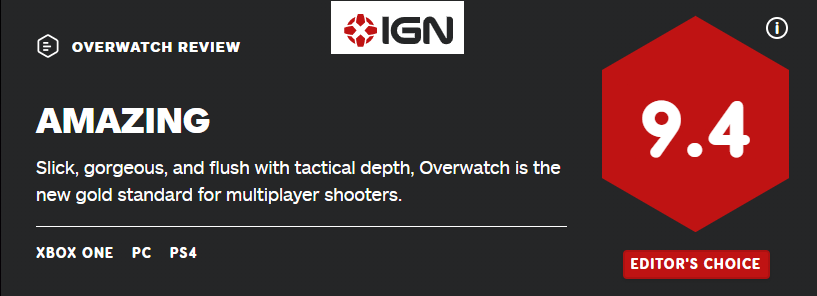 IGN
OVERWATCH REVIEW
AMAZING
Slick, gorgeous, and flush with tactical depth, Overwatch is the
new gold standard for multiplayer shooters.
XBOX ONE PC PS4
9.4
EDITOR'S CHOICE